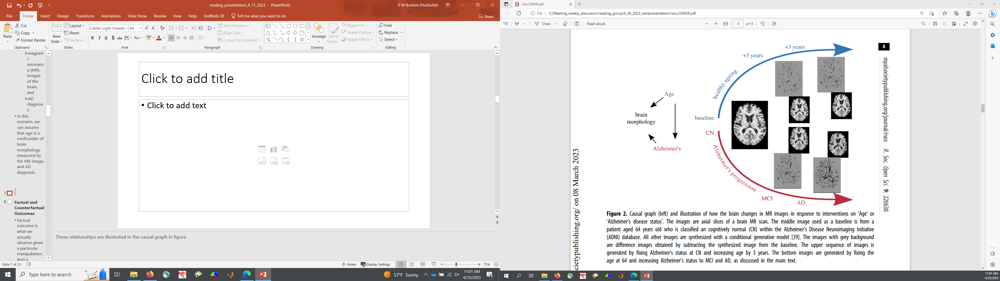 reading_presentation_4_11_2023 - PowerPoint
K M Ibrahim Khalilullah
File Home Insert Design Transitions Animations Slide Show Review View Help EndNote 20 Tell me what you want to do
Share
Paste
Cut
Copy
Format Painter
Clipboard
New
Slide
Layout
Reset
Section
Slides
Calibri Light (Headir 44
Font
Paragraph
Text Direction
Align Text
Convert to SmartArt
Drawing
Arrange
Quick
Styles
Shape Fill
Shape Outline
Shape Effects
Find
Replace
Select
Editing
magneti
c
resonanc
e (MR)
images
of the
brain,
and
AD
diagnosi
s
• In this
scenario, we
can assume
that age is a
confounder of
brain
morphology,
measured by
the MR image,
and AD
diagnosis.
7
8 Factual and
Counterfactual
Outcomes
• Factual
outcome is
what we
actually
observe given
a particular
manipulation.
And a
Click to add title
• Click to add text
These relationships are illustrated in the causal graph in figure
Slide 7 of 23
Notes Display Settings 75%
Type here to search
57°F Sunny
11:01 AM
4/25/2023
7
rsos.220638.pdf
File C:/Meeting_weekly_discussion/reading_group/4_28_2023_nextpresentation/rsos.220638.pdf
Draw
Read aloud
6 of 15
6
royalsocietypublishing.org/journal/rsos R. Soc. Open Sci. 9: 220638
cietypublishing.org/ on 08 March 2023
Age
brain
morphology
Alzheimer's
+3 years
+3 years
healthy ageing
baseline
CN
Alzheimer's progression
MCI
AD
Figure 2. Causal graph (left) and illustration of how the brain changes in MR images in response to interventions on ‘Age’ or
‘Alzheimer’s disease status’. The images are axial slices of a brain MR scan. The middle image used as a baseline is from a
patient aged 64 years old who is classified an cognitively normal (CN) within the Alzheimer’s Disease Neuroimaging Initiative
(ADNI) database. All other images are synthesized with a conditional generative model [39]. The images with grey background
are difference images obtained by subtracting the synthesized image from the baseline. The upper sequence of images is
generated by fixing Alzheimer’s status at CN and increasing age by 3 years. The bottom images are generated by fixing the
age at 64 and increasing Alzheimer’s status to MCI and AD, as discussed in the main text.
11:01 AM
4/25/2023